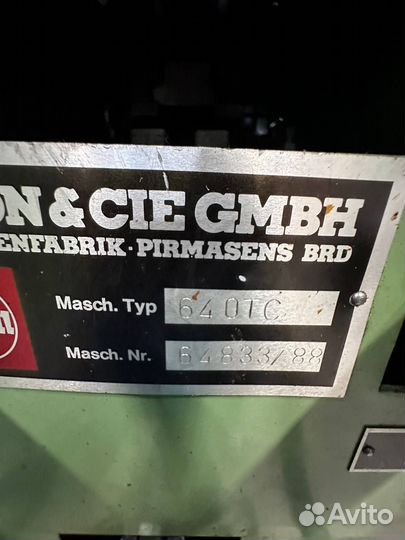 ON & CIE GMBH
ENFABRIK · PIRMASENS BRD
Masch. Typ 6401C
Masch. Nr. 64833/88
Avito